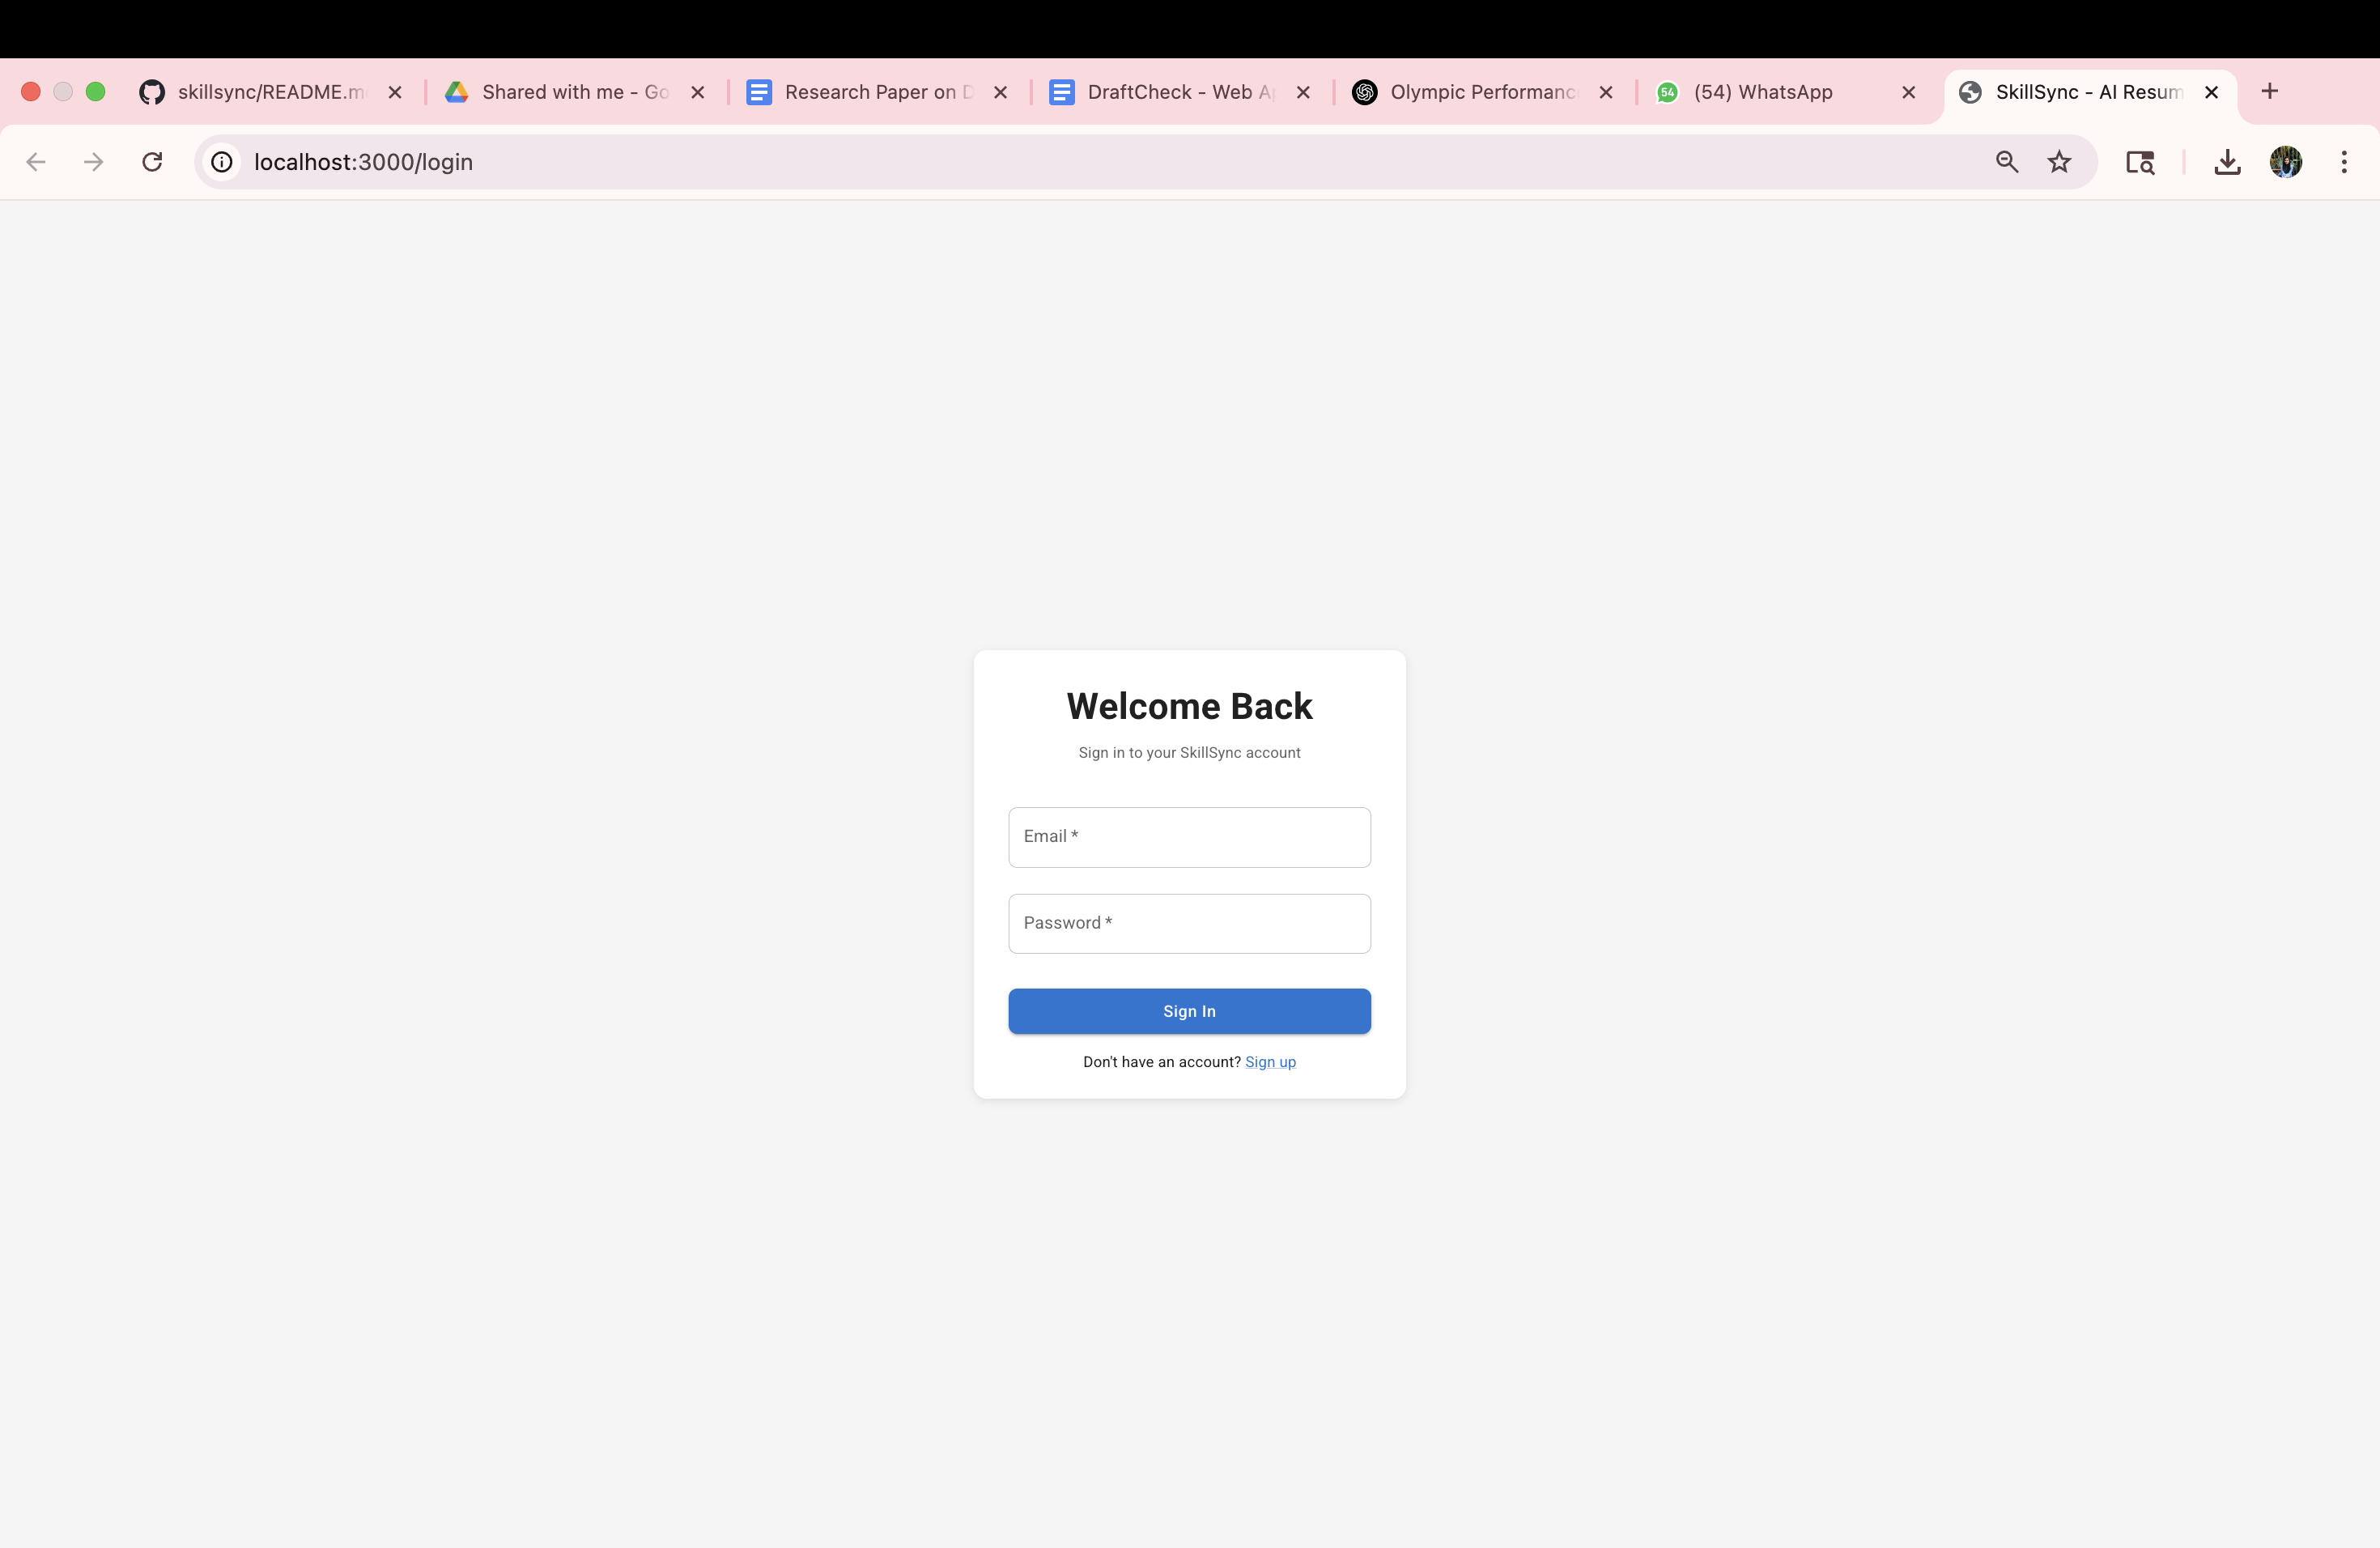 skillsync/README.m
Shared with me - Go
Research Paper on D
DraftCheck - Web Ap
Olympic Performanc
54
(54) WhatsApp
SkillSync - AI Resum
localhost:3000/login
Welcome Back
Sign in to your SkillSync account
Email *
Password *
Sign In
Don't have an account? Sign up